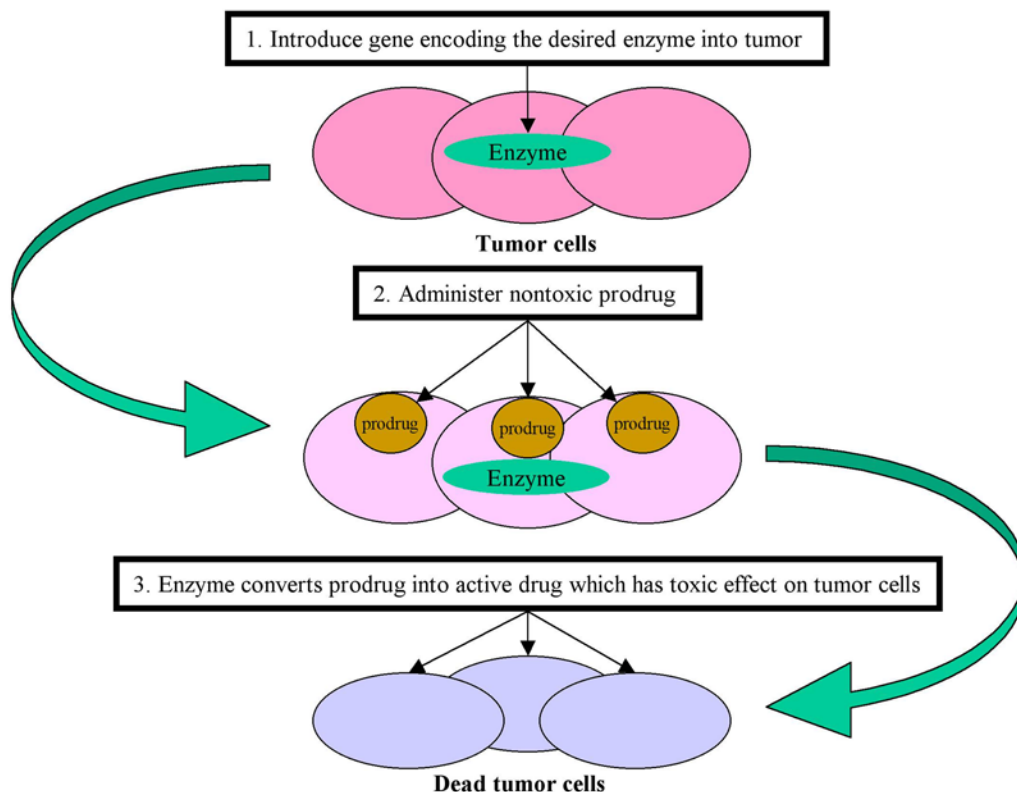 1. Introduce gene encoding the desired enzyme into tumor
Enzyme
Tumor cells
2. Administer nontoxic prodrug
prodrug prodrug prodrug
Enzyme
3. Enzyme converts prodrug into active drug which has toxic effect on tumor cells
Dead tumor cells